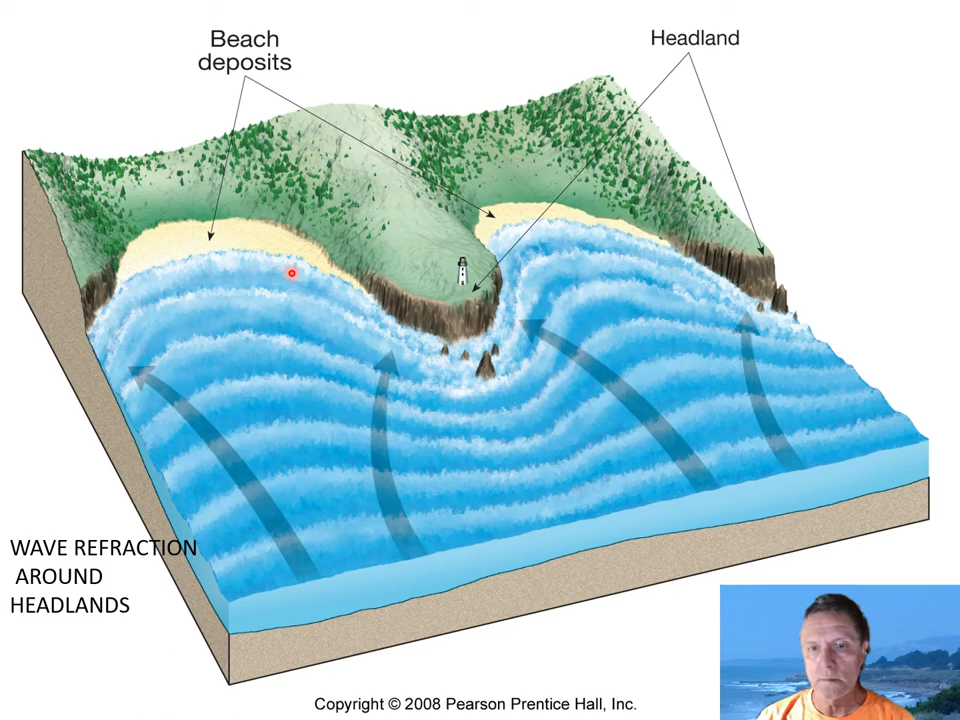 Beach
deposits
Headland
WAVE REFRACTION
AROUND
HEADLANDS
Copyright © 2008 Pearson Prentice Hall, Inc.